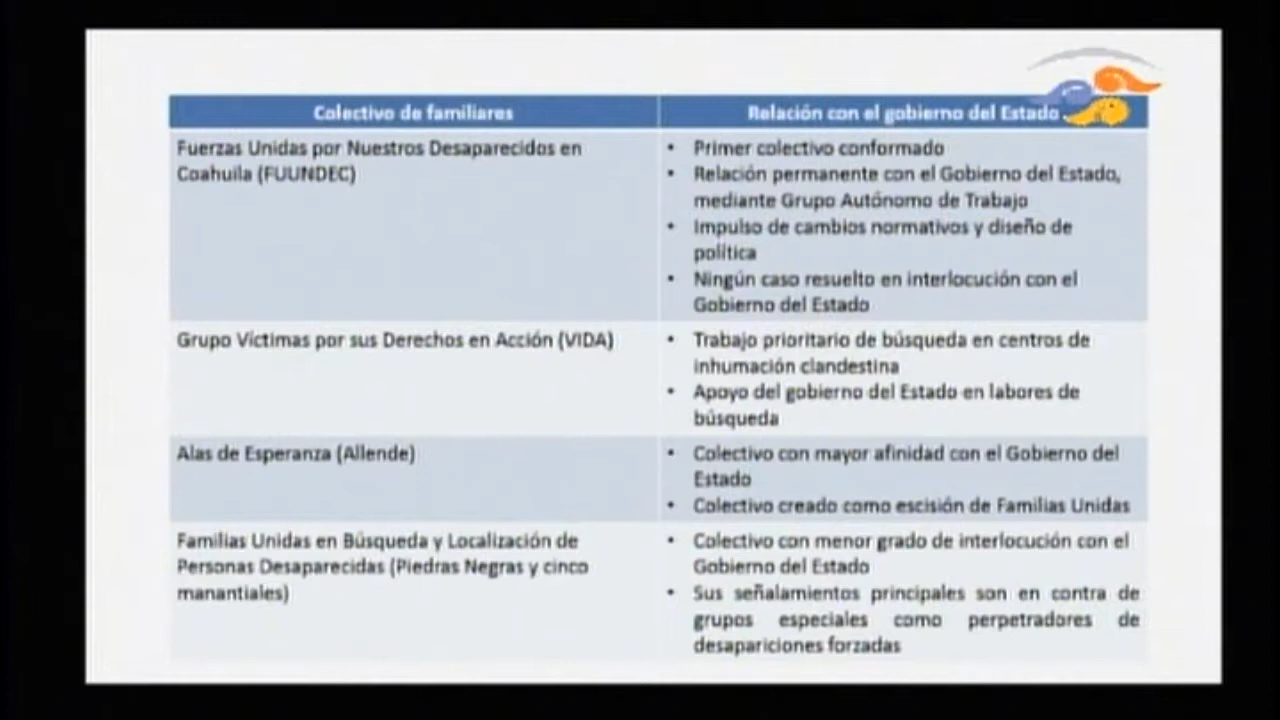 Colectivo de familiares
Relación con el gobierno del Estado
Fuerzas Unidas por Nuestros Desaparecidos en
Coahuila (FUUNDEC)
• Primer colectivo conformado
• Relación permanente con el Gobierno del Estado,
mediante Grupo Autónomo de Trabajo
• Impulso de cambios normativos y diseño de
política
• Ningún caso resuelto en interlocución con el
Gobierno del Estado
Grupo Víctimas por sus Derechos en Acción (VIDA)
• Trabajo prioritario de búsqueda en centros de
inhumación clandestina
• Apoyo del gobierno del Estado en labores de
búsqueda
Alas de Esperanza (Allende)
• Colectivo con mayor afinidad con el Gobierno del
Estado
• Colectivo creado como escisión de Familias Unidas
Familias Unidas en Búsqueda y Localización de
Personas Desaparecidas (Piedras Negras y cinco
manantiales)
• Colectivo con menor grado de interlocución con el
Gobierno del Estado
• Sus señalamientos principales son en contra de
grupos especiales como perpetradores de
desapariciones forzadas